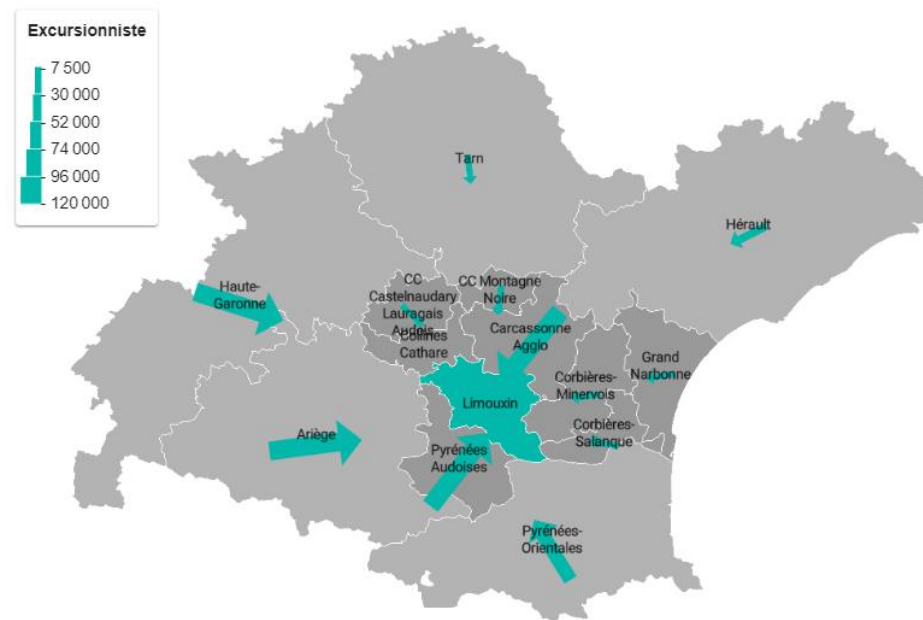 Excursionniste
7 500
30 000
52 000
74 000
96 000
120 000
Tarn
Hérault
Haute-
Garonne
CC
Castelnaudary
Lauragais
Audois
CC Montagne
Noire
Collines
Cathare
Carcassonne
Agglo
Grand
Narbonne
Corbières-
Minervois
Limouxin
Corbières-
Salanque
Ariège
Pyrénées
Audoises
Pyrénées-
Orientales